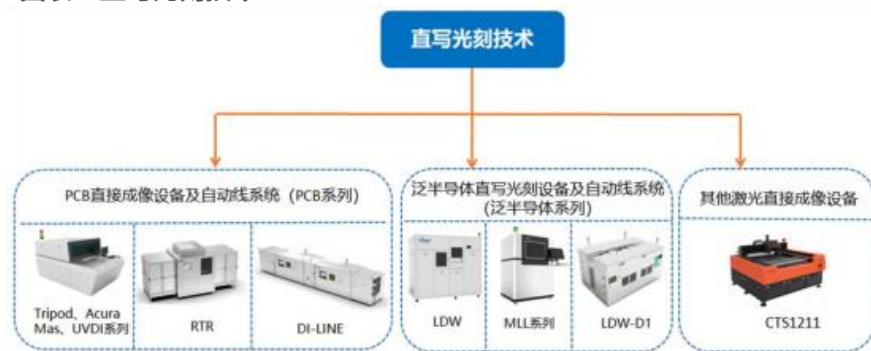 直写光刻技术
PCB直接成像设备及自动线系统（PCB系列）
泛半导体直写光刻设备及自动线系统
(泛半导体系列)
其他激光直接成像设备
Tripod、Acura
Mas、UVDI系列
RTR
DI-LINE
LDW
MLL系列
LDW-D1
CTS1211